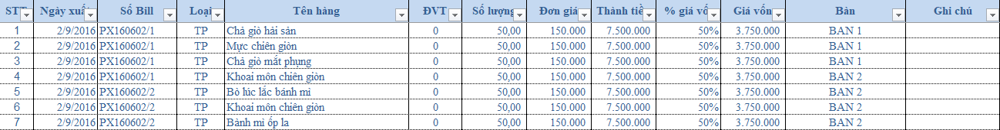 STT Ngày xuất Số Bill Loại Tên hàng ĐVT Số lượng Đơn giá Thành tiề % giá vố Giá vốn Bàn Ghi chú
1 2/9/2016 PX160602/1 TP Chả giò hải sản 0 50,00 150.000 7.500.000 50% 3.750.000 BAN 1
2 2/9/2016 PX160602/1 TP Mực chiên giòn 0 50,00 150.000 7.500.000 50% 3.750.000 BAN 1
3 2/9/2016 PX160602/1 TP Chả giò mắt phụng 0 50,00 150.000 7.500.000 50% 3.750.000 BAN 1
4 2/9/2016 PX160602/1 TP Khoai môn chiên giòn 0 50,00 150.000 7.500.000 50% 3.750.000 BAN 2
5 2/9/2016 PX160602/2 TP Bò lúc lắc bánh mì 0 50,00 150.000 7.500.000 50% 3.750.000 BAN 2
6 2/9/2016 PX160602/2 TP Khoai môn chiên giòn 0 50,00 150.000 7.500.000 50% 3.750.000 BAN 2
7 2/9/2016 PX160602/2 TP Bành mì ốp la 0 50,00 150.000 7.500.000 50% 3.750.000 BAN 2